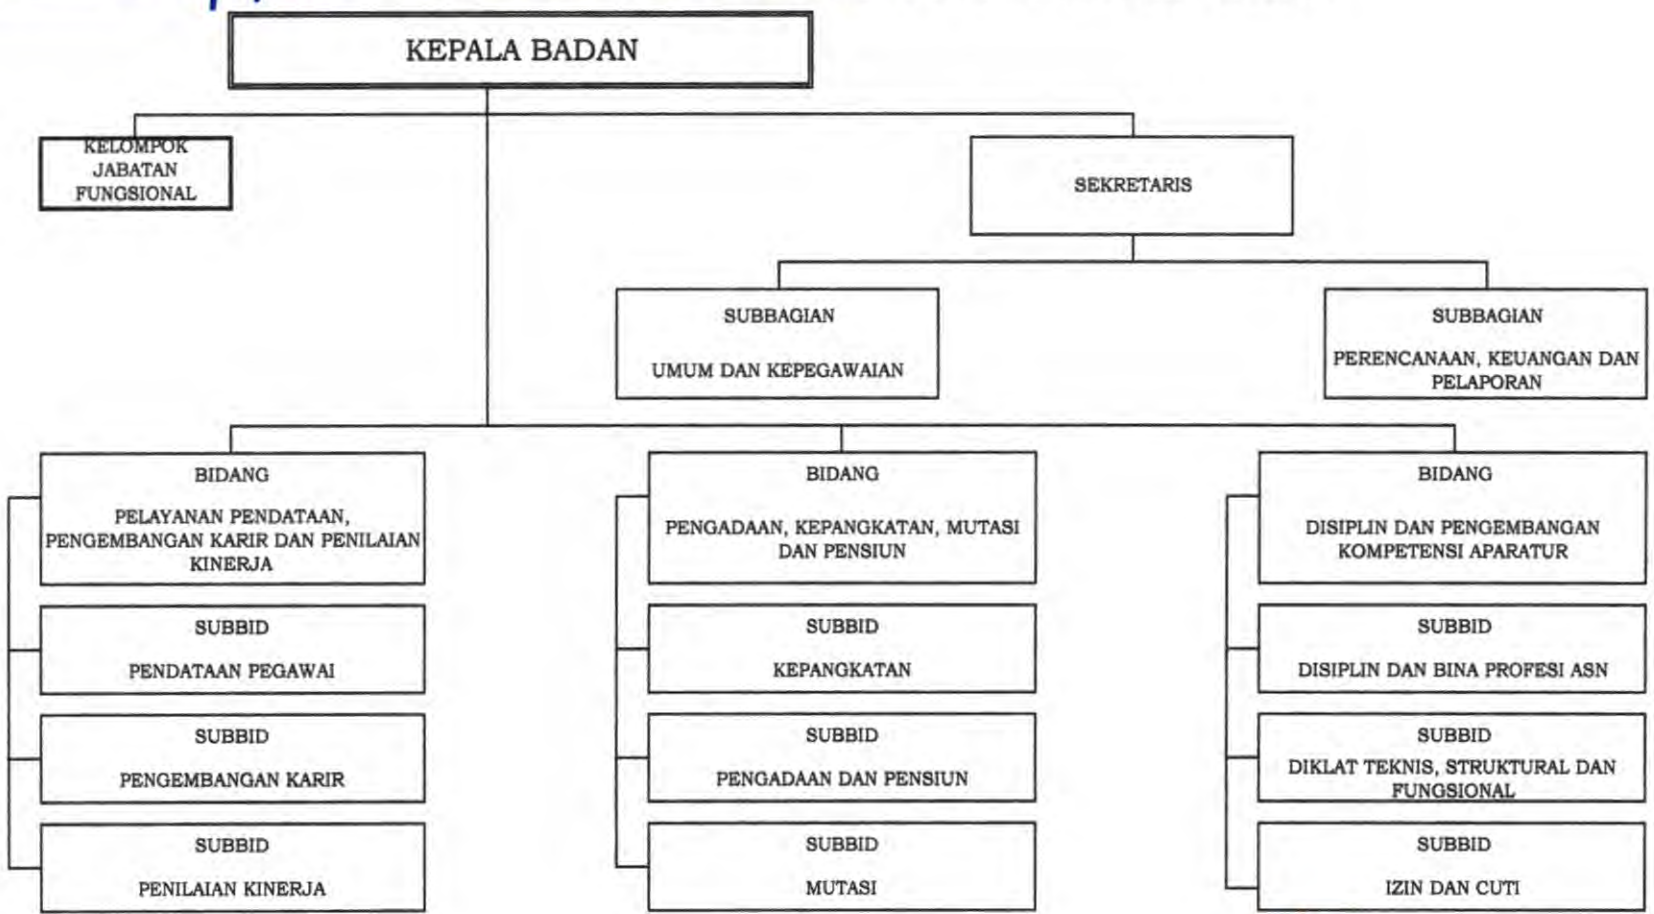 KEPALA BADAN
KELOMPOK
JABATAN
FUNGSIONAL
SEKRETARIS
SUBBAGIAN
UMUM DAN KEPEGAWAIAN
SUBBAGIAN
PERENCANAAN, KEUANGAN DAN
PELAPORAN
BIDANG
PELAYANAN PENDATAAN,
PENGEMBANGAN KARIR DAN PENILAIAN
KINERJA
SUBBID
PENDATAAN PEGAWAI
SUBBID
PENGEMBANGAN KARIR
SUBBID
PENILAIAN KINERJA
BIDANG
PENGADAAN, KEPANGKATAN, MUTASI
DAN PENSIUN
SUBBID
KEPANGKATAN
SUBBID
PENGADAAN DAN PENSIUN
SUBBID
MUTASI
BIDANG
DISIPLIN DAN PENGEMBANGAN
KOMPETENSI APARATUR
SUBBID
DISIPLIN DAN BINA PROFESI ASN
SUBBID
DIKLAT TEKNIS, STRUKTURAL DAN
FUNGSIONAL
SUBBID
IZIN DAN CUTI